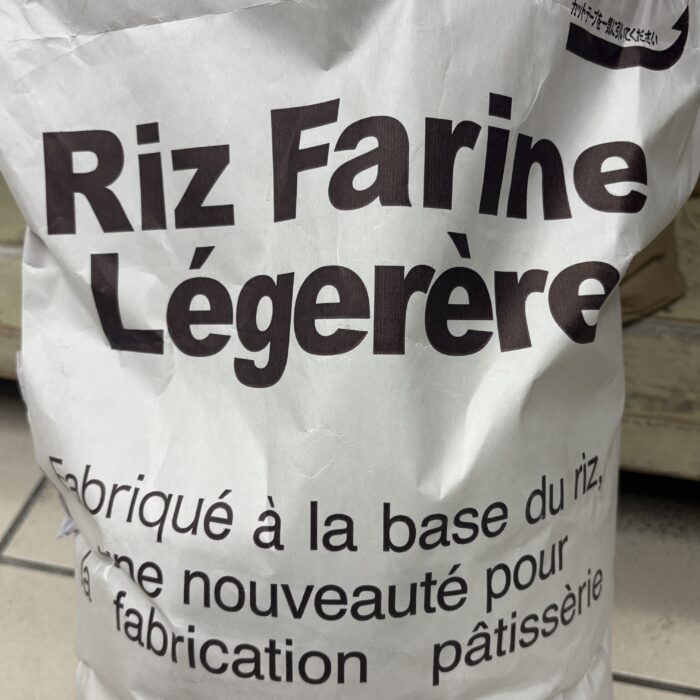 カットテープを一気に引いてください
Riz Farine
Légerère
Fabriqué à la base du riz,
une nouveauté pour
la fabrication pâtissèrie